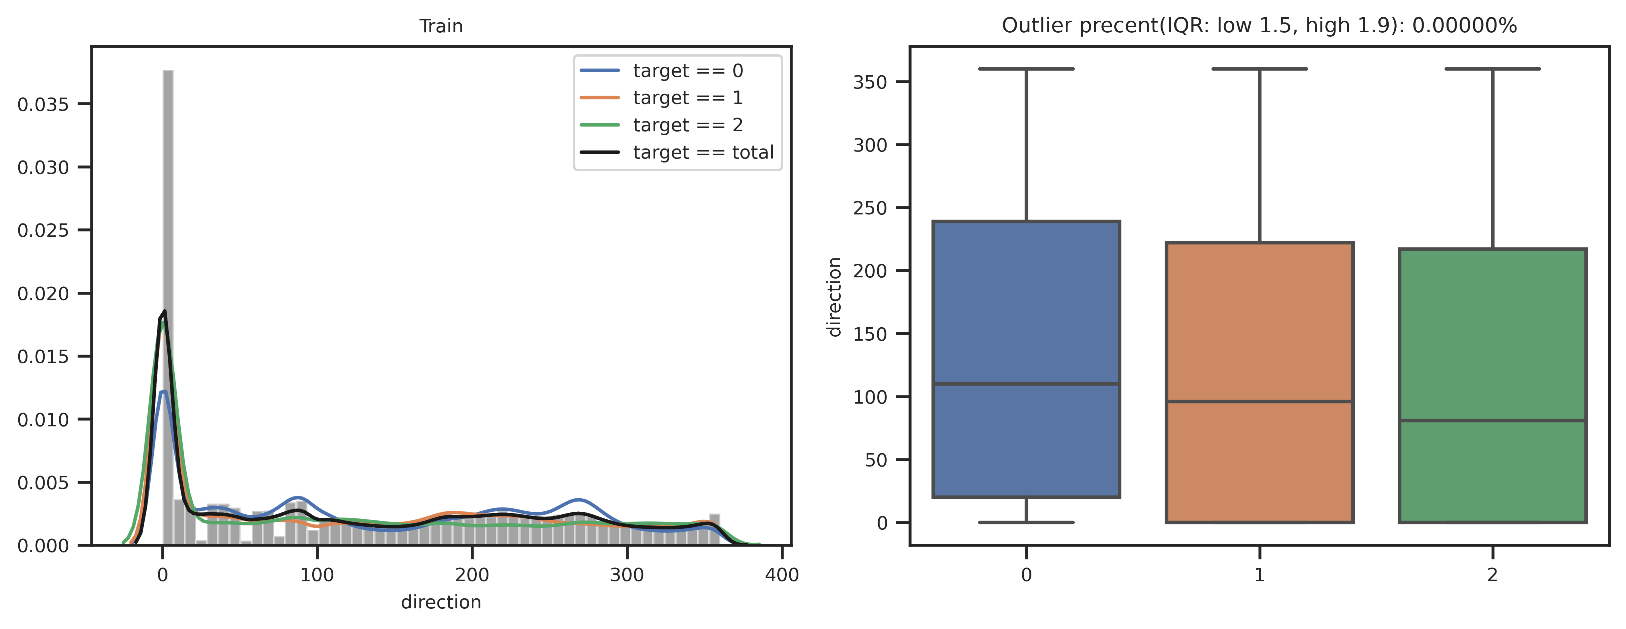 Train
0.035
0.030
0.025
0.020
0.015
0.010
0.005
0.000
0 100 200 300 400
direction
target == 0
target == 1
target == 2
target == total
Outlier precent(IQR: low 1.5, high 1.9): 0.00000%
direction
350
300
250
200
150
100
50
0
0 1 2